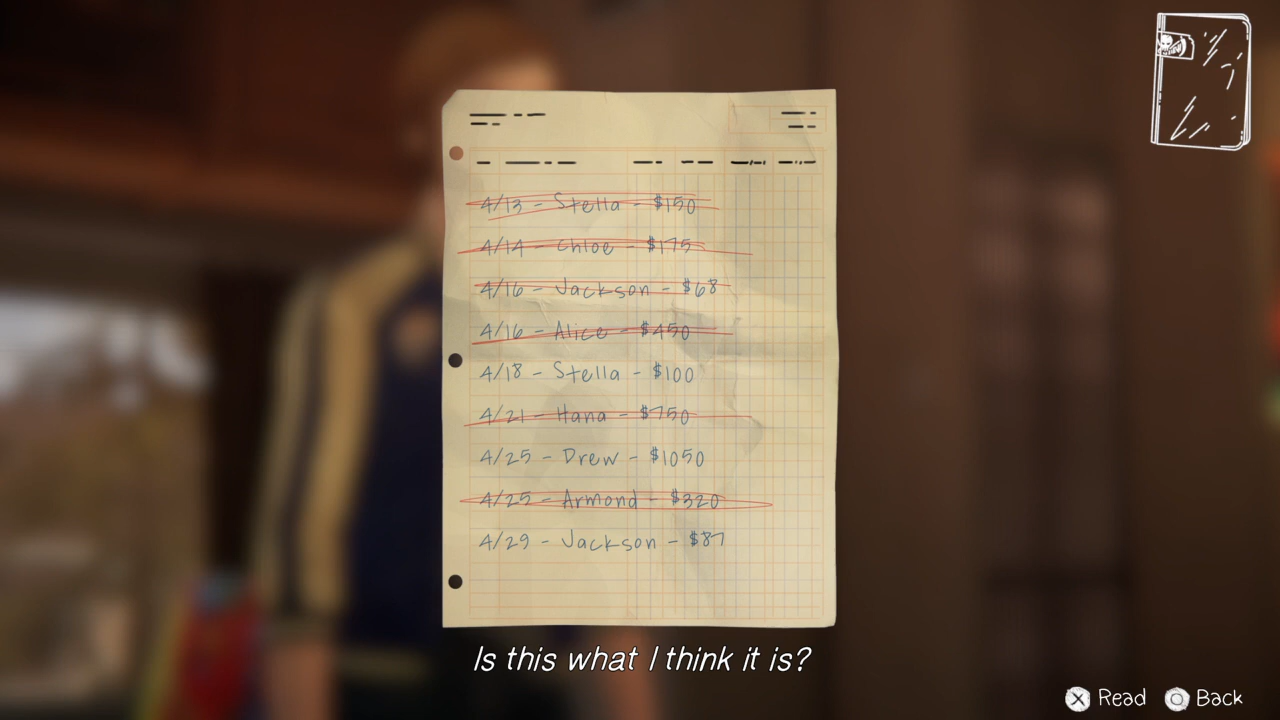 4/13 - Stella - $150
4/14 - Chloe - $175
4/16 - Jackson - $68
4/16 - Alice - $450
4/18 - Stella - $100
4/21 - Hana - $750
4/25 - Drew - $1050
4/25 - Armond - $320
4/29 - Jackson - $87
Is this what I think it is?
Read Back